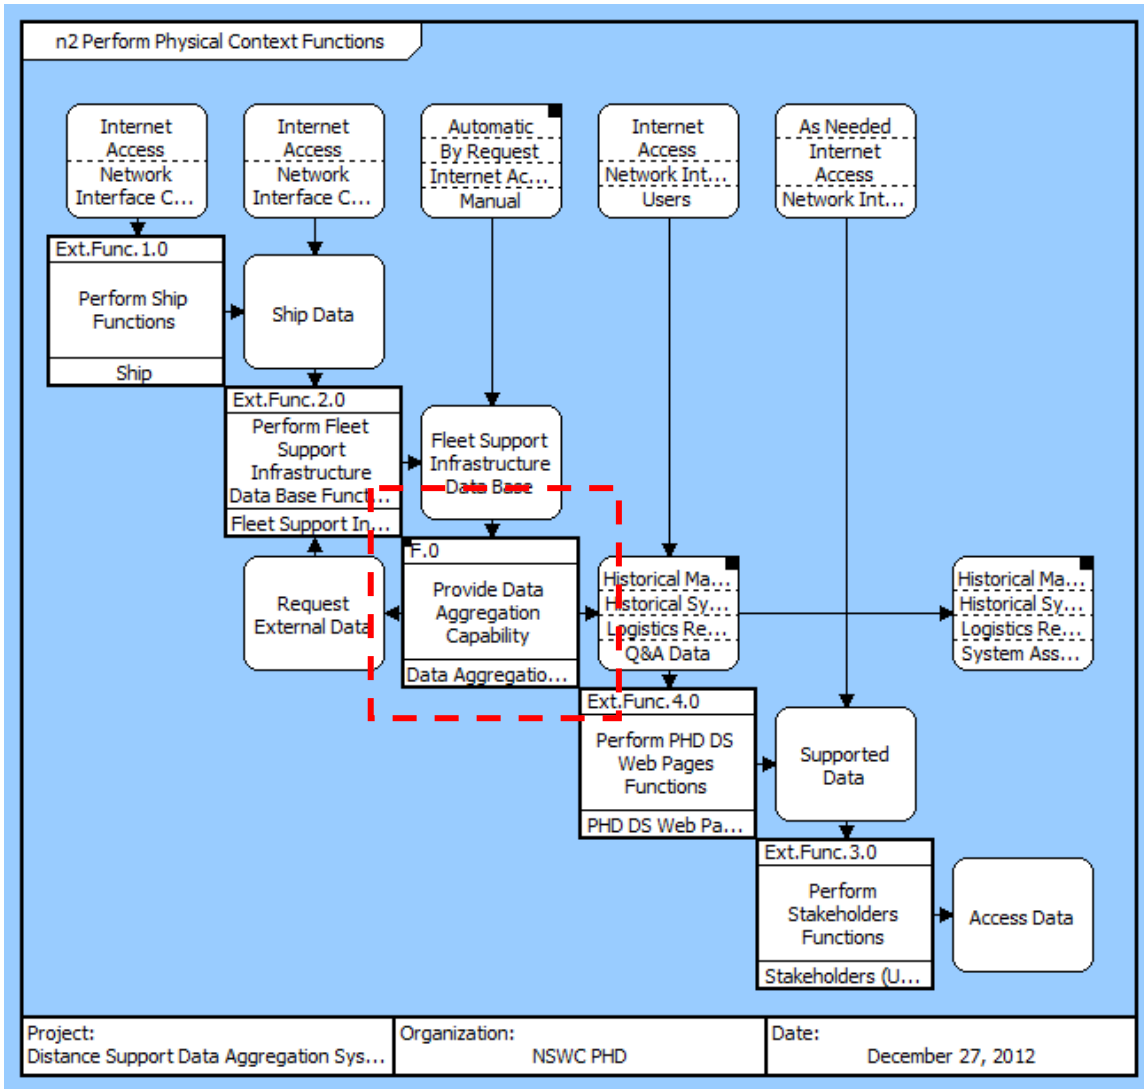 n2 Perform Physical Context Functions
Internet
Access
Network
Interface C...
Internet
Access
Network
Interface C...
Automatic
By Request
Internet Ac...
Manual
Internet
Access
Network Int...
Users
As Needed
Internet
Access
Network Int...
Ext.Func.1.0
Perform Ship
Functions
Ship
Ship Data
Ext.Func.2.0
Perform Fleet
Support
Infrastructure
Data Base Funct...
Fleet Support In...
Fleet Support
Infrastructure
Data Base
Request
External Data
F.0
Provide Data
Aggregation
Capability
Data Aggregatio...
Historical Ma...
Historical Sy...
Logistics Re...
Q&A Data
Historical Ma...
Historical Sy...
Logistics Re...
System Ass...
Ext.Func.4.0
Perform PHD DS
Web Pages
Functions
PHD DS Web Pa...
Supported
Data
Ext.Func.3.0
Perform
Stakeholders
Functions
Stakeholders (U...
Access Data
Project:
Distance Support Data Aggregation Sys...
Organization:
NSWC PHD
Date:
December 27, 2012